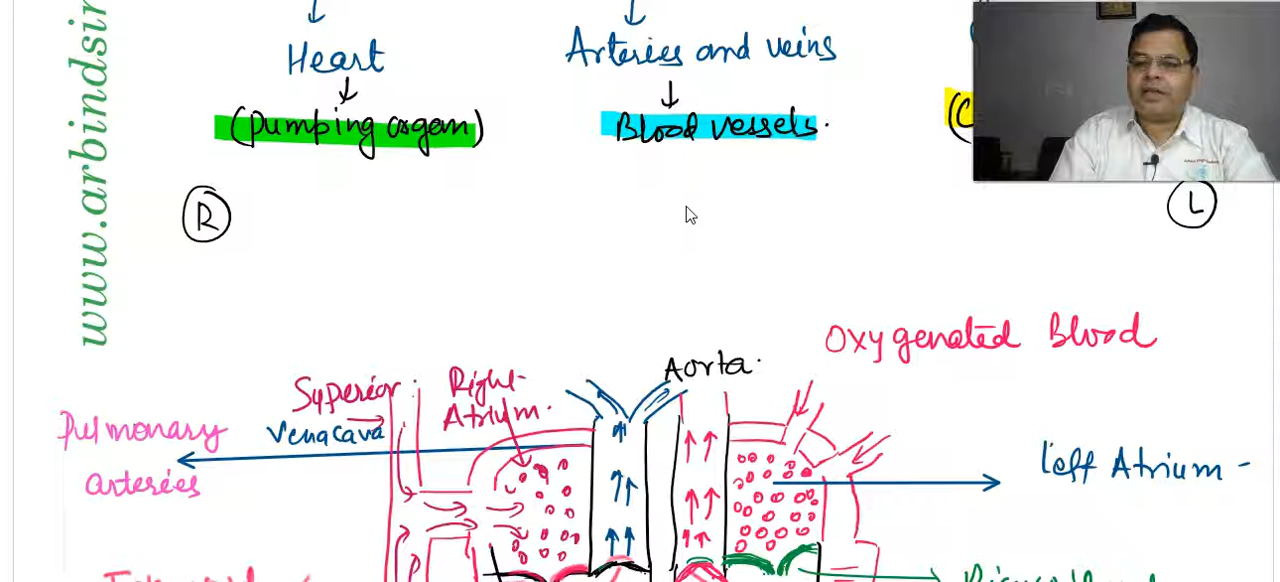 www.arbindsin
Heart
Arteries and veins
(pumping organ)
Blood vessels.
(C
R
L
Oxygenated Blood
Aorta.
Superior
Right
Atrium.
Pulmonary
Venacava
arteries
Left Atrium -